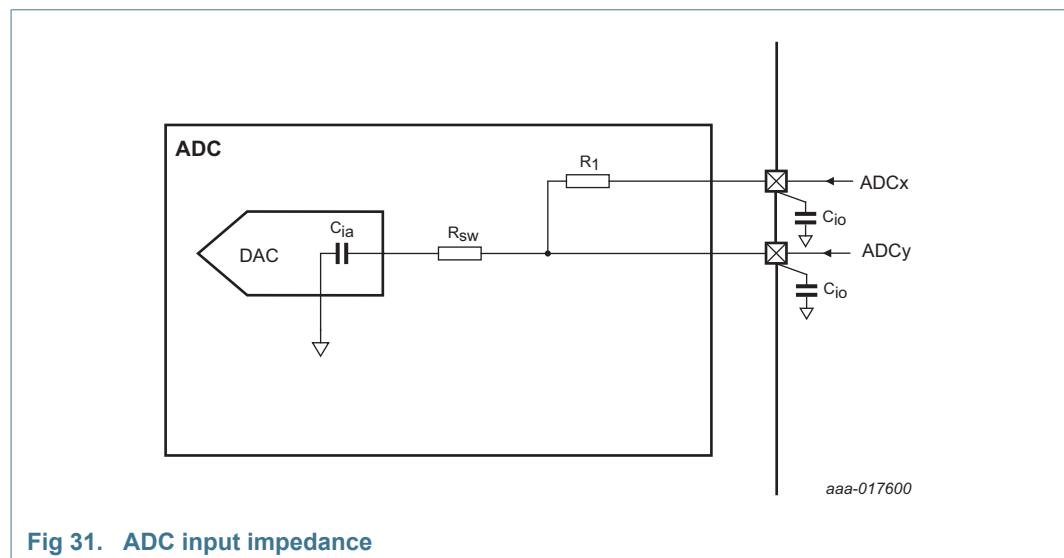 ADC
R1
ADCx
Cio
Cia
Rsw
DAC
ADCy
Cio
aaa-017600
Fig 31. ADC input impedance